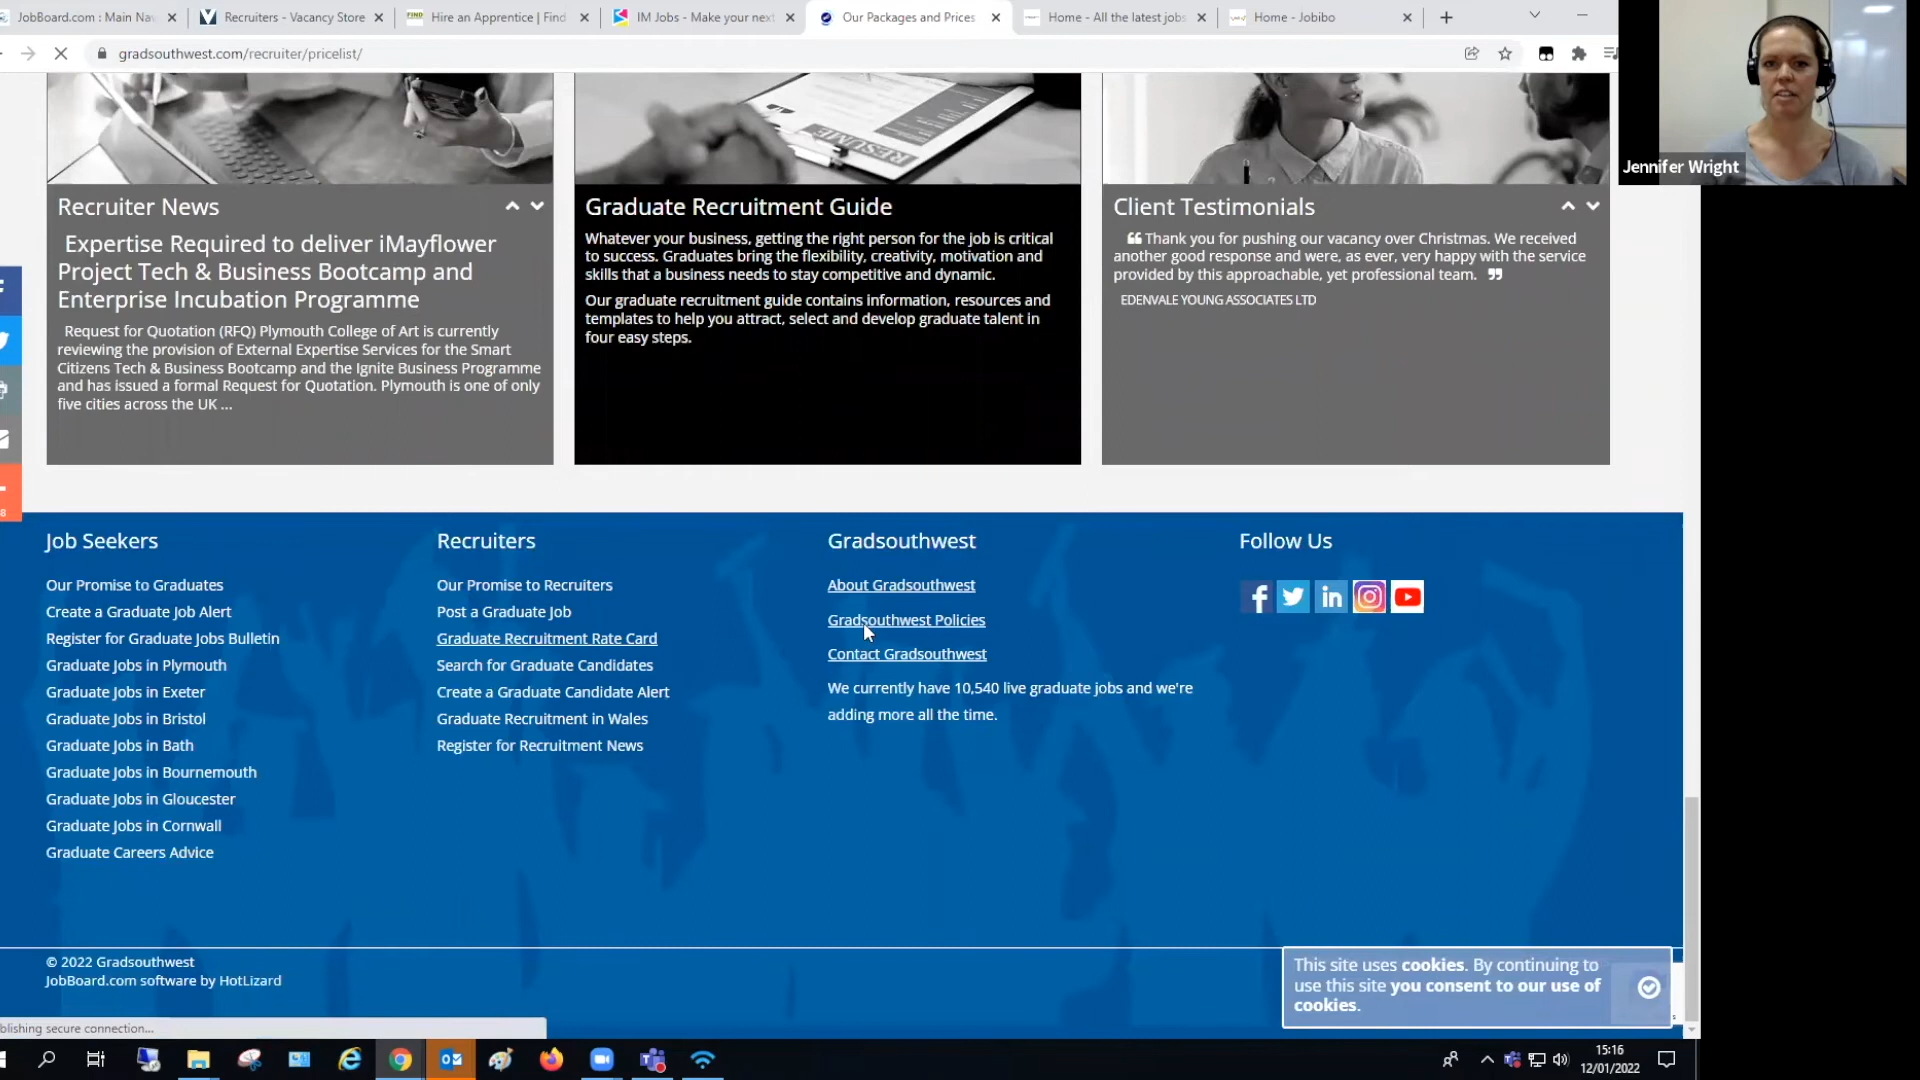 JobBoard.com : Main Nav
Recruiters - Vacancy Store
Hire an Apprentice | Find
IM Jobs - Make your next
Our Packages and Prices
Home - All the latest jobs
Home - Jobibo
gradsouthwest.com/recruiter/pricelist/
Jennifer Wright
RESUME
Recruiter News
Expertise Required to deliver iMayflower
Project Tech & Business Bootcamp and
Enterprise Incubation Programme
Request for Quotation (RFQ) Plymouth College of Art is currently
reviewing the provision of External Expertise Services for the Smart
Citizens Tech & Business Bootcamp and the Ignite Business Programme
and has issued a formal Request for Quotation. Plymouth is one of only
five cities across the UK ...
Graduate Recruitment Guide
Whatever your business, getting the right person for the job is critical
to success. Graduates bring the flexibility, creativity, motivation and
skills that a business needs to stay competitive and dynamic.
Our graduate recruitment guide contains information, resources and
templates to help you attract, select and develop graduate talent in
four easy steps.
Client Testimonials
❝ Thank you for pushing our vacancy over Christmas. We received
another good response and were, as ever, very happy with the service
provided by this approachable, yet professional team. ❞
EDENVALE YOUNG ASSOCIATES LTD
Job Seekers
Our Promise to Graduates
Create a Graduate Job Alert
Register for Graduate Jobs Bulletin
Graduate Jobs in Plymouth
Graduate Jobs in Exeter
Graduate Jobs in Bristol
Graduate Jobs in Bath
Graduate Jobs in Bournemouth
Graduate Jobs in Gloucester
Graduate Jobs in Cornwall
Graduate Careers Advice
Recruiters
Our Promise to Recruiters
Post a Graduate Job
Graduate Recruitment Rate Card
Search for Graduate Candidates
Create a Graduate Candidate Alert
Graduate Recruitment in Wales
Register for Recruitment News
Gradsouthwest
About Gradsouthwest
Gradsouthwest Policies
Contact Gradsouthwest
We currently have 10,540 live graduate jobs and we're
adding more all the time.
Follow Us
© 2022 Gradsouthwest
JobBoard.com software by HotLizard
This site uses cookies. By continuing to
use this site you consent to our use of
cookies.
blishing secure connection...
15:16
12/01/2022